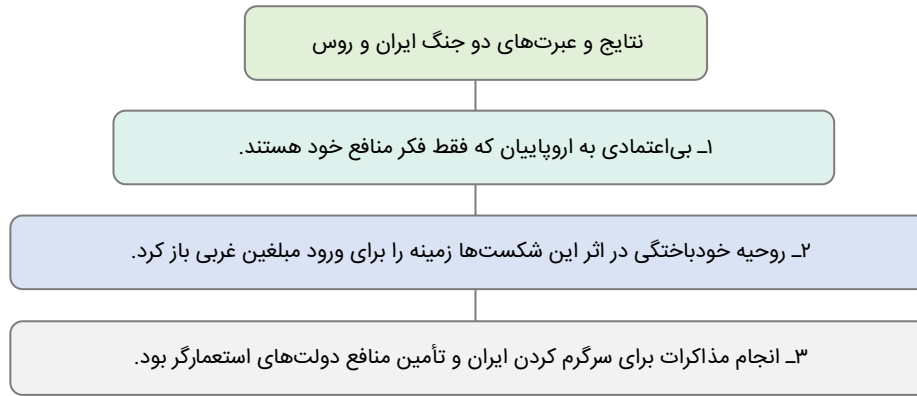 نتایج و عبرت‌های دو جنگ ایران و روس
۱ـ بی‌اعتمادی به اروپاییان که فقط فکر منافع خود هستند.
۲ـ روحیه خودباختگی در اثر این شکست‌ها زمینه را برای ورود مبلغین غربی باز کرد.
۳ـ انجام مذاکرات برای سرگرم کردن ایران و تأمین منافع دولت‌های استعمارگر بود.